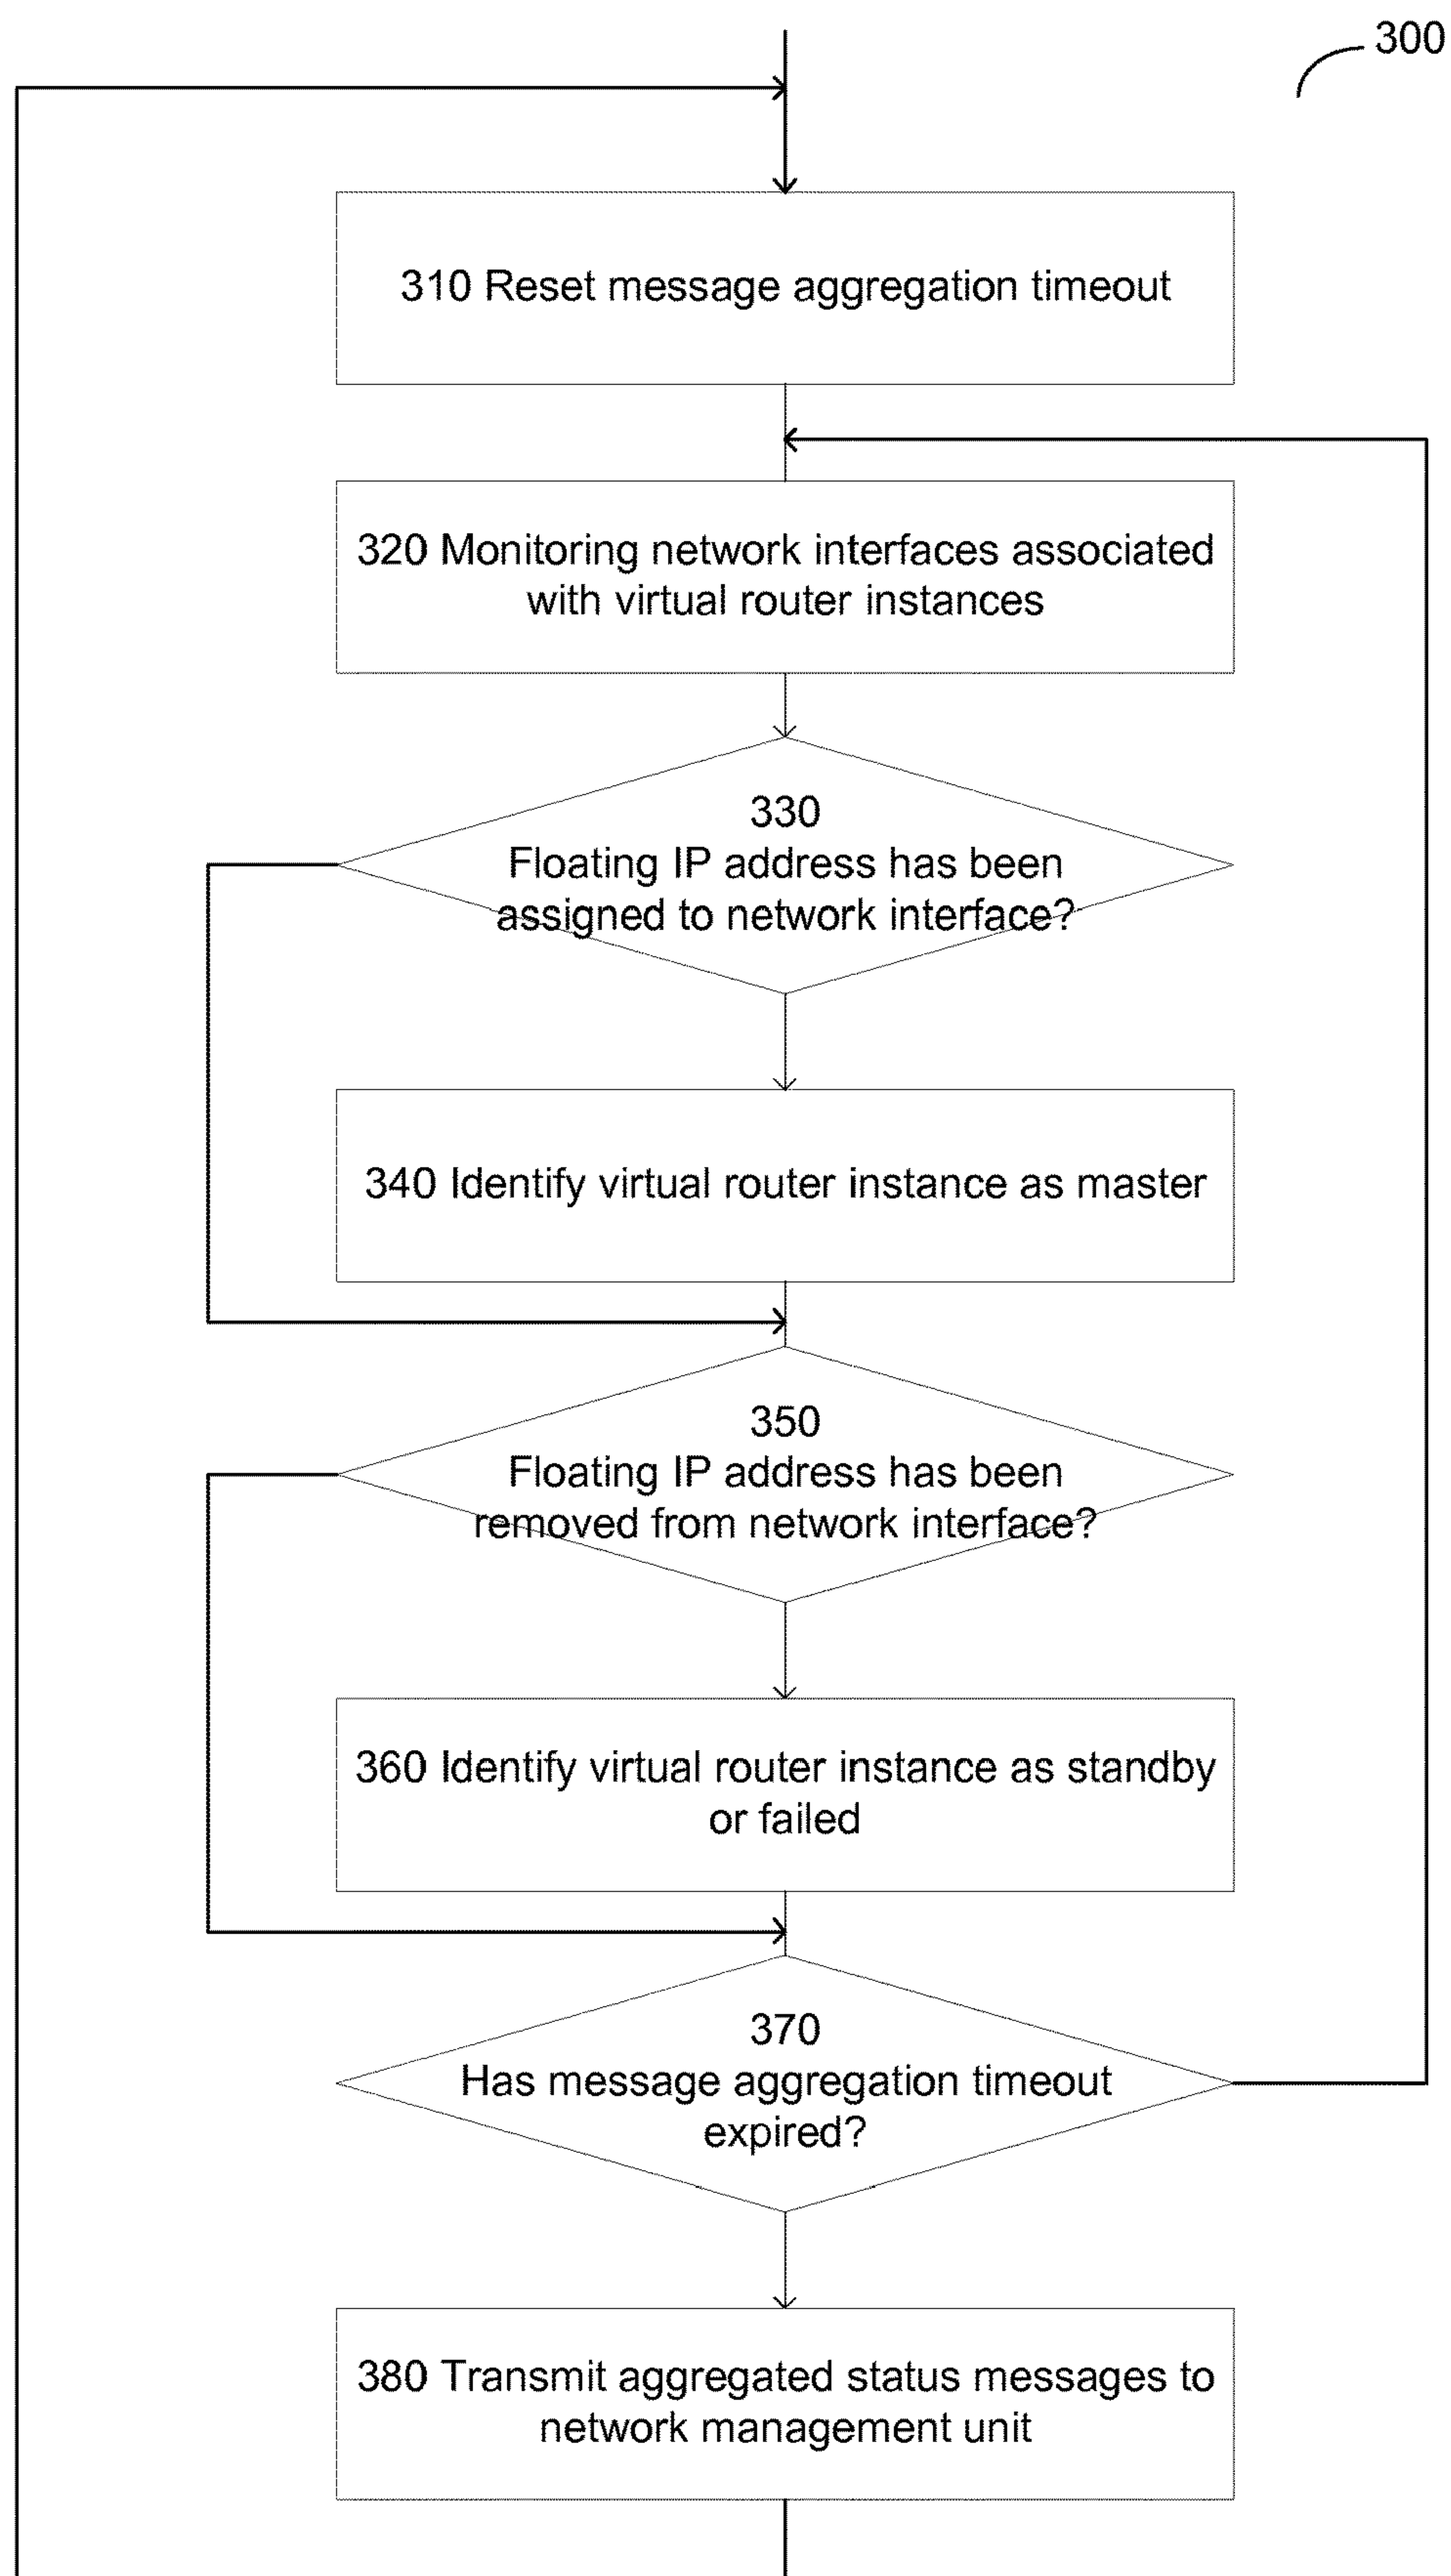 300
310 Reset message aggregation timeout
320 Monitoring network interfaces associated
with virtual router instances
330
Floating IP address has been
assigned to network interface?
340 Identify virtual router instance as master
350
Floating IP address has been
removed from network interface?
360 Identify virtual router instance as standby
or failed
370
Has message aggregation timeout
expired?
380 Transmit aggregated status messages to
network management unit